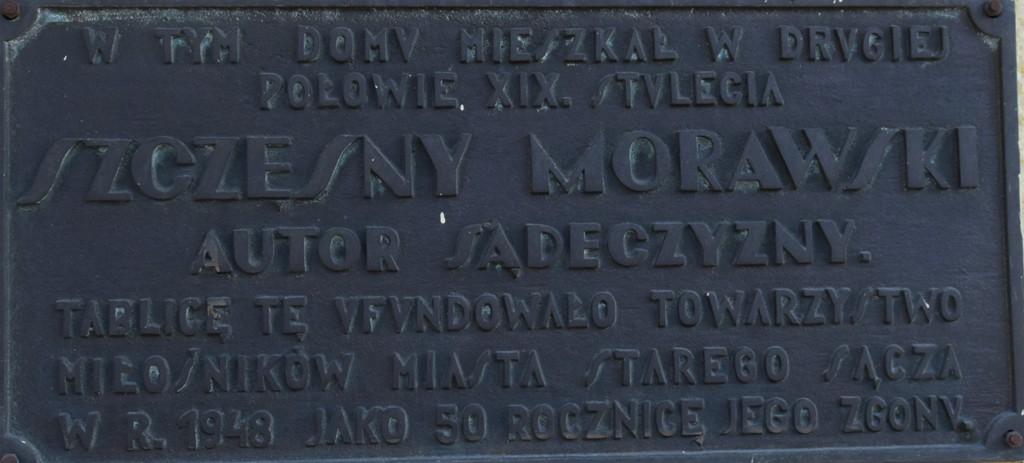 W TYM DOMV MIESZKAŁ W DRVGIEJ
POŁOWIE XIX. STVLECIA
SZCZĘSNY MORAWSKI
AUTOR SĄDECZYZNY.
TABLICĘ TĘ VFVNDOWAŁO TOWARZYSTWO
MIŁOŚNIKÓW MIASTA STAREGO SĄCZA
W R. 1948 JAKO 50 ROCZNICĘ JEGO ZGONV.